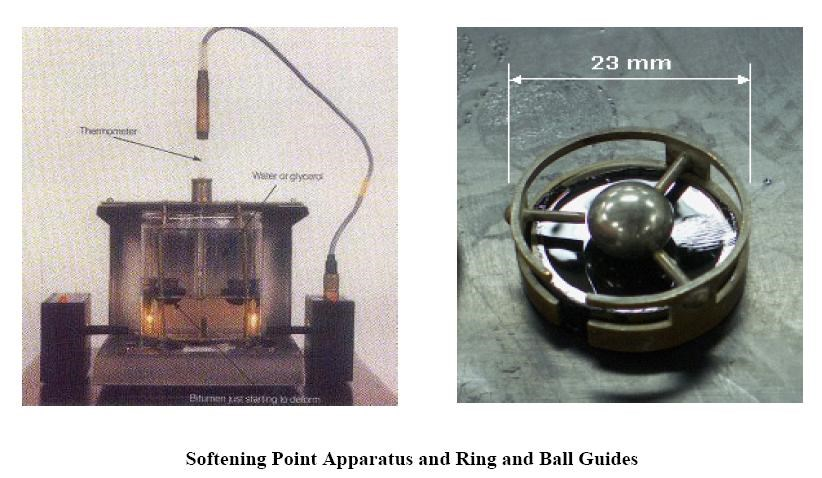 23 mm
Thermometer
Water or glycerol
Bitumen just starting to deform
Softening Point Apparatus and Ring and Ball Guides